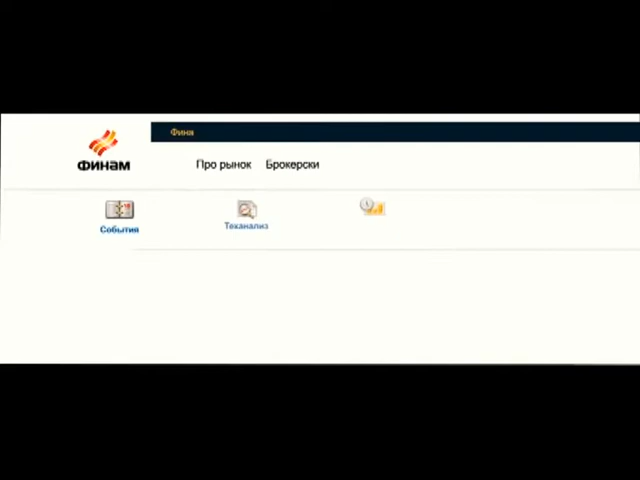 Фина
ФИНАМ
Про рынок Брокерски
События
Теханализ